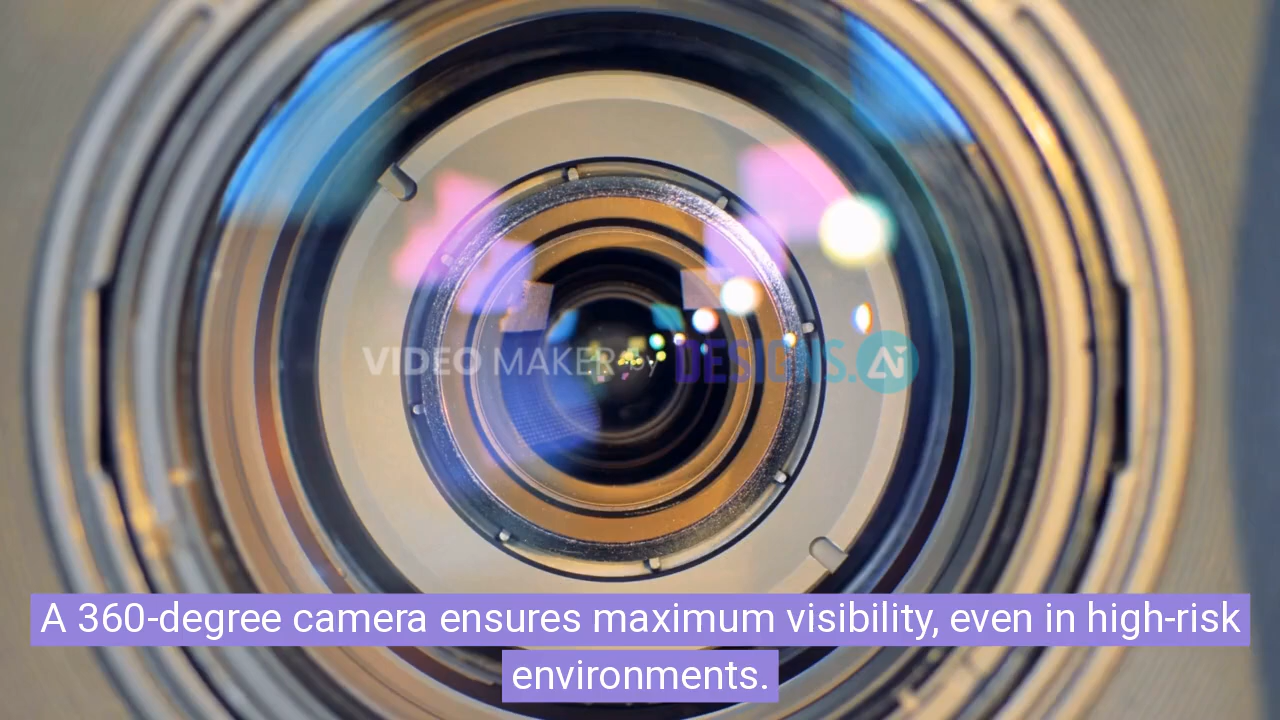 VIDEO MAKER by DESIGNS.Ai
A 360-degree camera ensures maximum visibility, even in high-risk
environments.